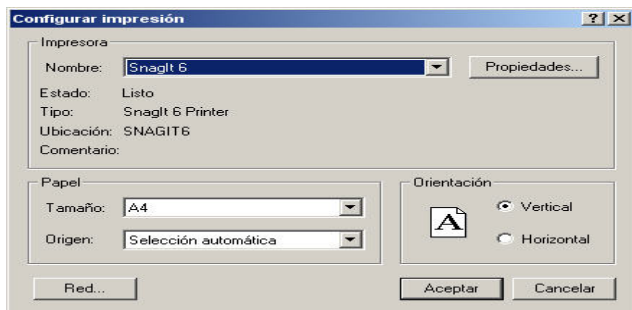 Configurar impresión
Impresora
Nombre: SnagIt 6 Propiedades...
Estado: Listo
Tipo: SnagIt 6 Printer
Ubicación: SNAGIT6
Comentario:
Papel
Tamaño: A4
Origen: Selección automática
Orientación
A
Vertical
Horizontal
Red... Aceptar Cancelar